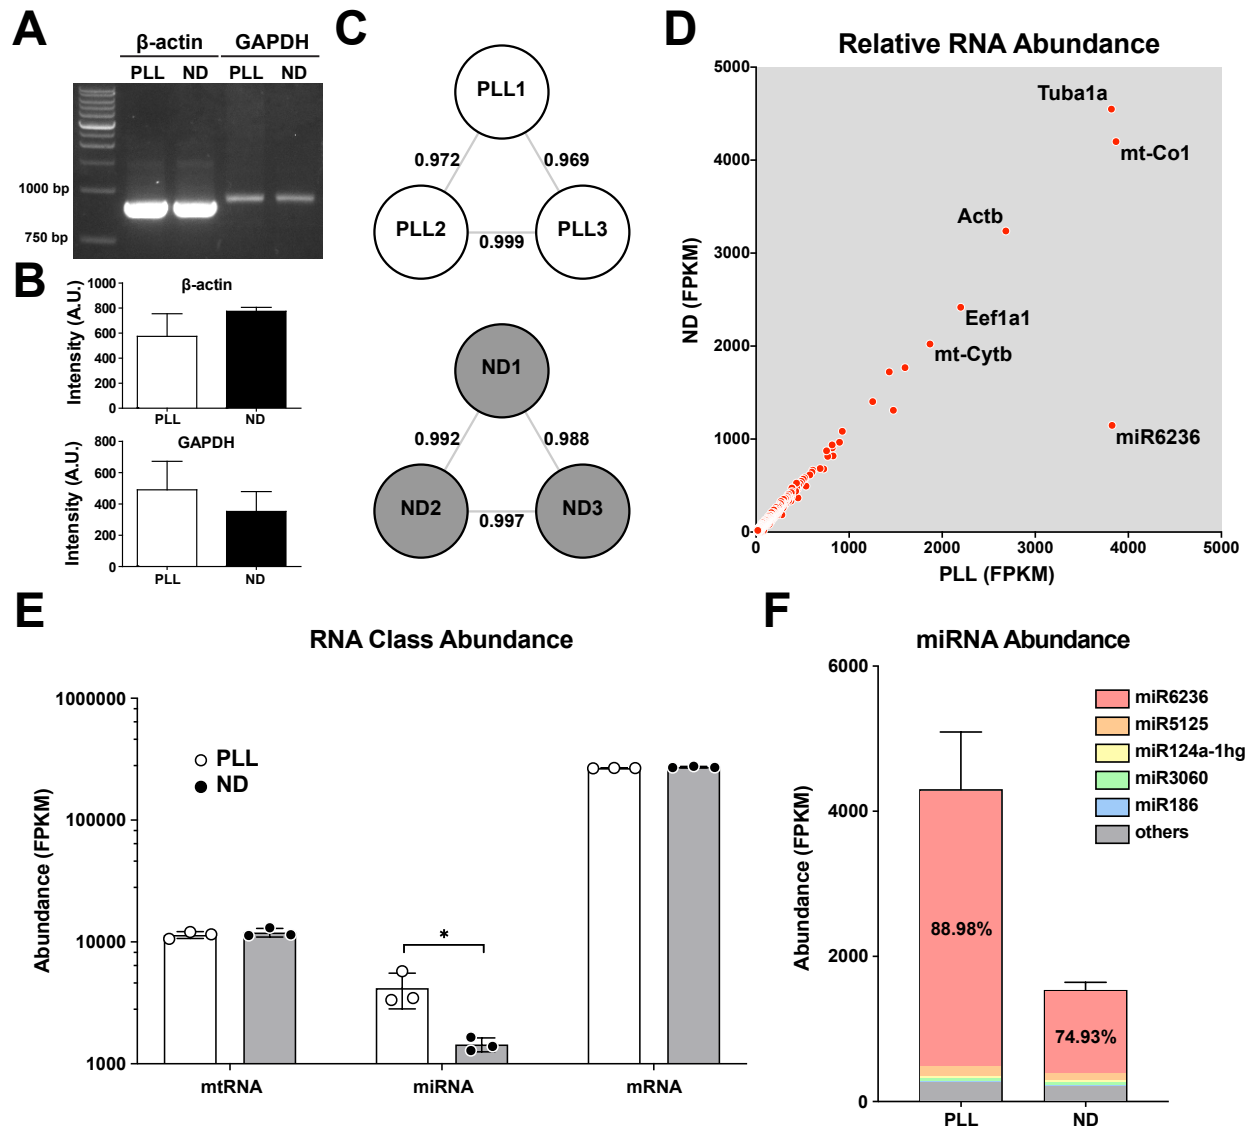 A
β-actin GAPDH
PLL ND PLL ND
1000 bp
750 bp
B
β-actin
Intensity (A.U.)
1000
800
600
400
200
0
PLL ND
GAPDH
Intensity (A.U.)
800
600
400
200
0
PLL ND
C
PLL1
0.972 0.969
PLL2 PLL3
0.999
ND1
0.992 0.988
ND2 ND3
0.997
D
Relative RNA Abundance
ND (FPKM)
5000
4000
3000
2000
1000
0
Tuba1a
mt-Co1
Actb
Eef1a1
mt-Cytb
miR6236
0 1000 2000 3000 4000 5000
PLL (FPKM)
E
RNA Class Abundance
Abundance (FPKM)
1000000
100000
10000
1000
PLL
ND
*
mtRNA miRNA mRNA
F
miRNA Abundance
Abundance (FPKM)
6000
4000
2000
0
miR6236
miR5125
miR124a-1hg
miR3060
miR186
others
88.98%
74.93%
PLL ND